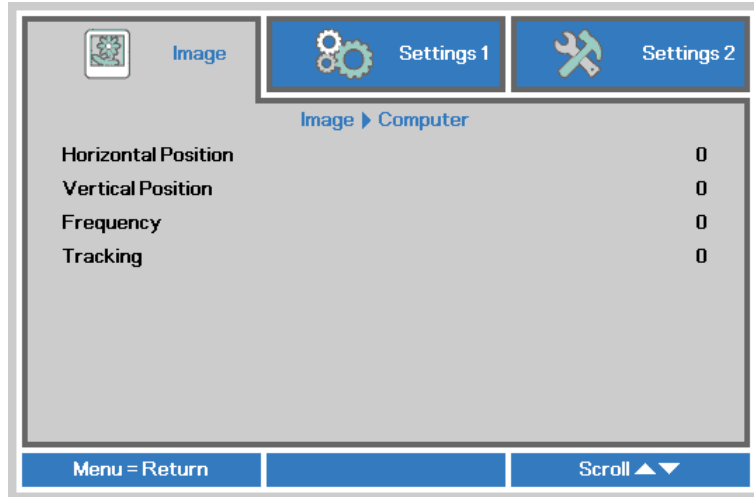 Image
Settings 1
Settings 2
Image ▶ Computer
Horizontal Position 0
Vertical Position 0
Frequency 0
Tracking 0
Menu = Return
Scroll ▲▼